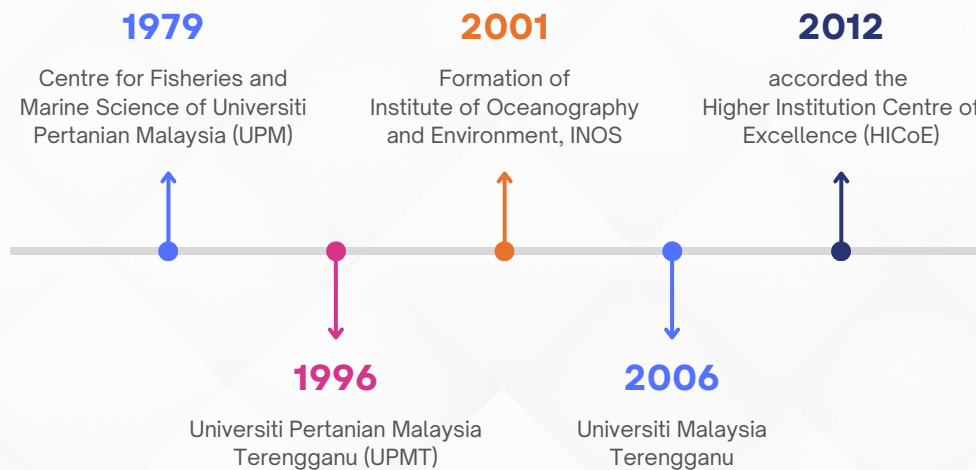 1979
Centre for Fisheries and
Marine Science of Universiti
Pertanian Malaysia (UPM)
2001
Formation of
Institute of Oceanography
and Environment, INOS
2012
accorded the
Higher Institution Centre of
Excellence (HICoE)
1996
Universiti Pertanian Malaysia
Terengganu (UPMT)
2006
Universiti Malaysia
Terengganu